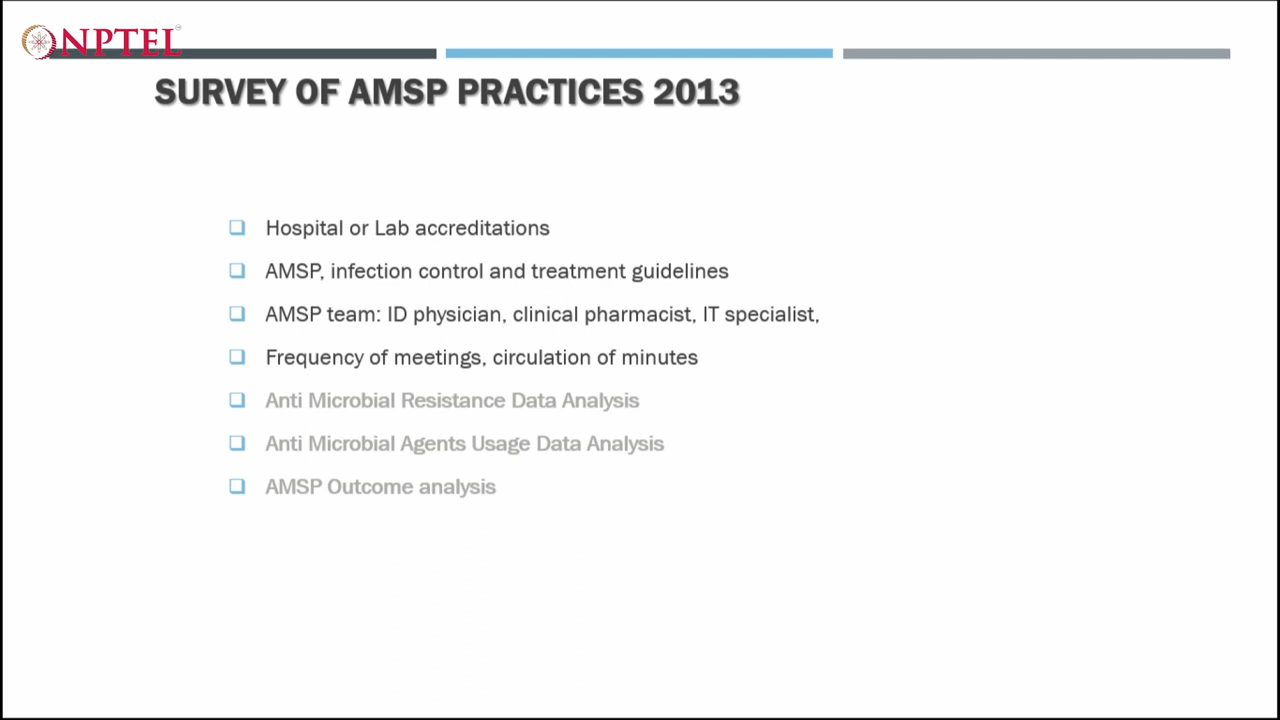 NPTEL
SURVEY OF AMSP PRACTICES 2013
Hospital or Lab accreditations
AMSP, infection control and treatment guidelines
AMSP team: ID physician, clinical pharmacist, IT specialist,
Frequency of meetings, circulation of minutes
Anti Microbial Resistance Data Analysis
Anti Microbial Agents Usage Data Analysis
AMSP Outcome analysis